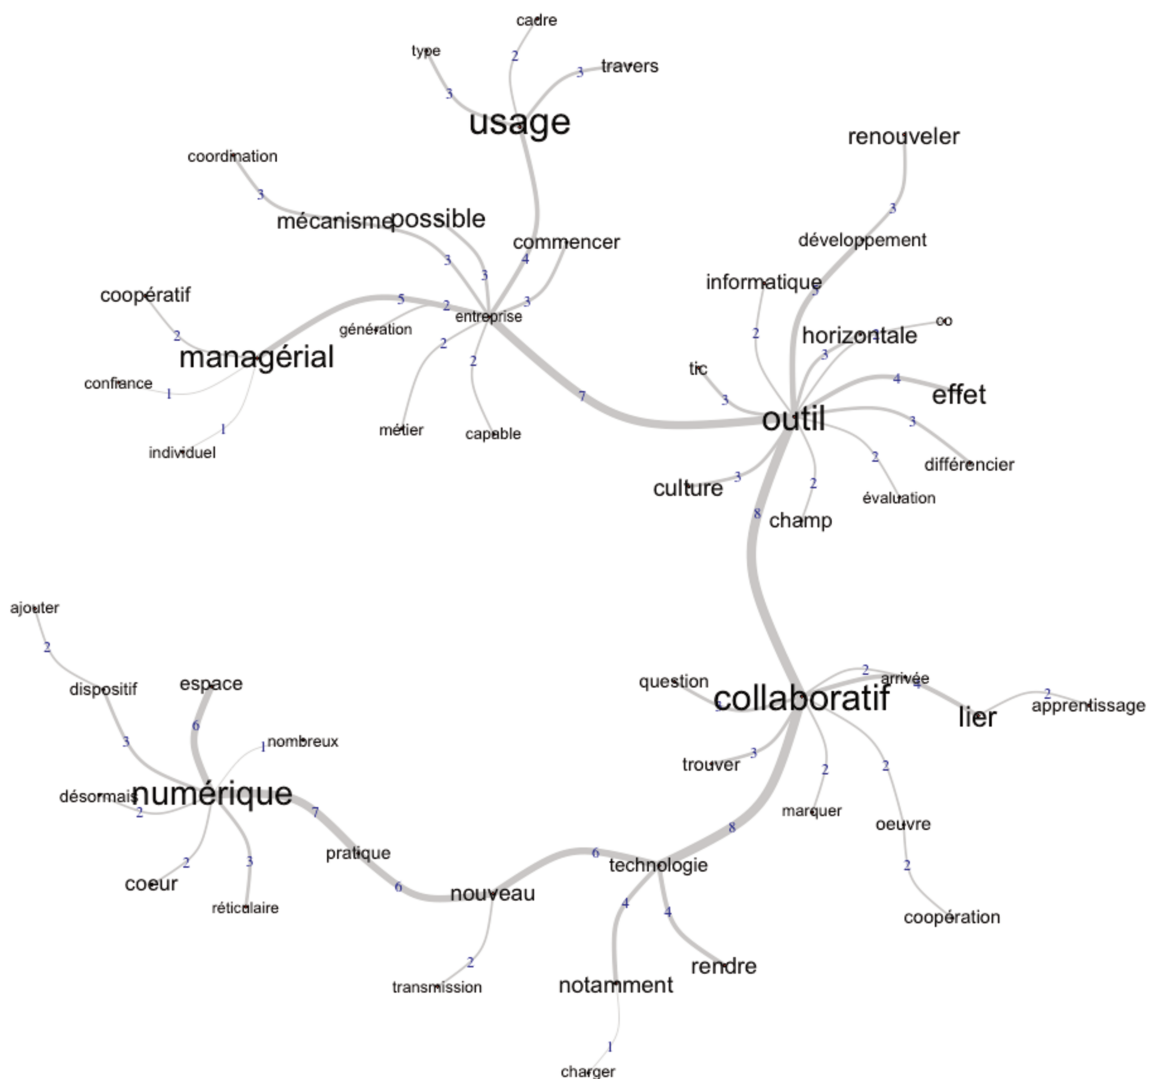 cadre
type
2
travers
3
3
usage
renouveler
coordination
3
3
mécanisme
possible
développement
commencer
4
3
3
informatique
coopératif
5
2
3
entreprise
génération
horizontale
2
2
2
3
managérial
2
tic
4
effet
confiance
1
7
3
outil
3
1
métier
capable
individuel
différencier
2
culture
3
2
évaluation
8
champ
ajouter
2
question
2
arrivée
dispositif
espace
3
collaboratif
4
2
apprentissage
lier
6
3
1
nombreux
trouver
3
2
2
désormais
numérique
2
7
marquer
oeuvre
8
pratique
6
technologie
2
3
2
coeur
6
nouveau
4
4
réticulaire
coopération
2
rendre
transmission
notamment
1
charger